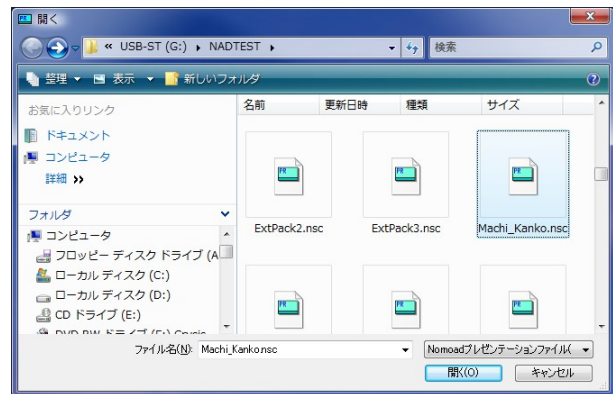 開く
« USB-ST (G:) ▸ NADTEST ▸
検索
整理 表示 新しいフォルダ
お気に入りリンク
ドキュメント
コンピュータ
詳細 »
フォルダ
コンピュータ
フロッピー ディスク ドライブ (A
ローカル ディスク (C:)
ローカル ディスク (D:)
CD ドライブ (E:)
名前 更新日時 種類 サイズ
ExtPack2.nsc ExtPack3.nsc Machi_Kanko.nsc
ファイル名(N): Machi_Kanko.nsc
Nomoadプレゼンテーションファイル(
開く(O) キャンセル